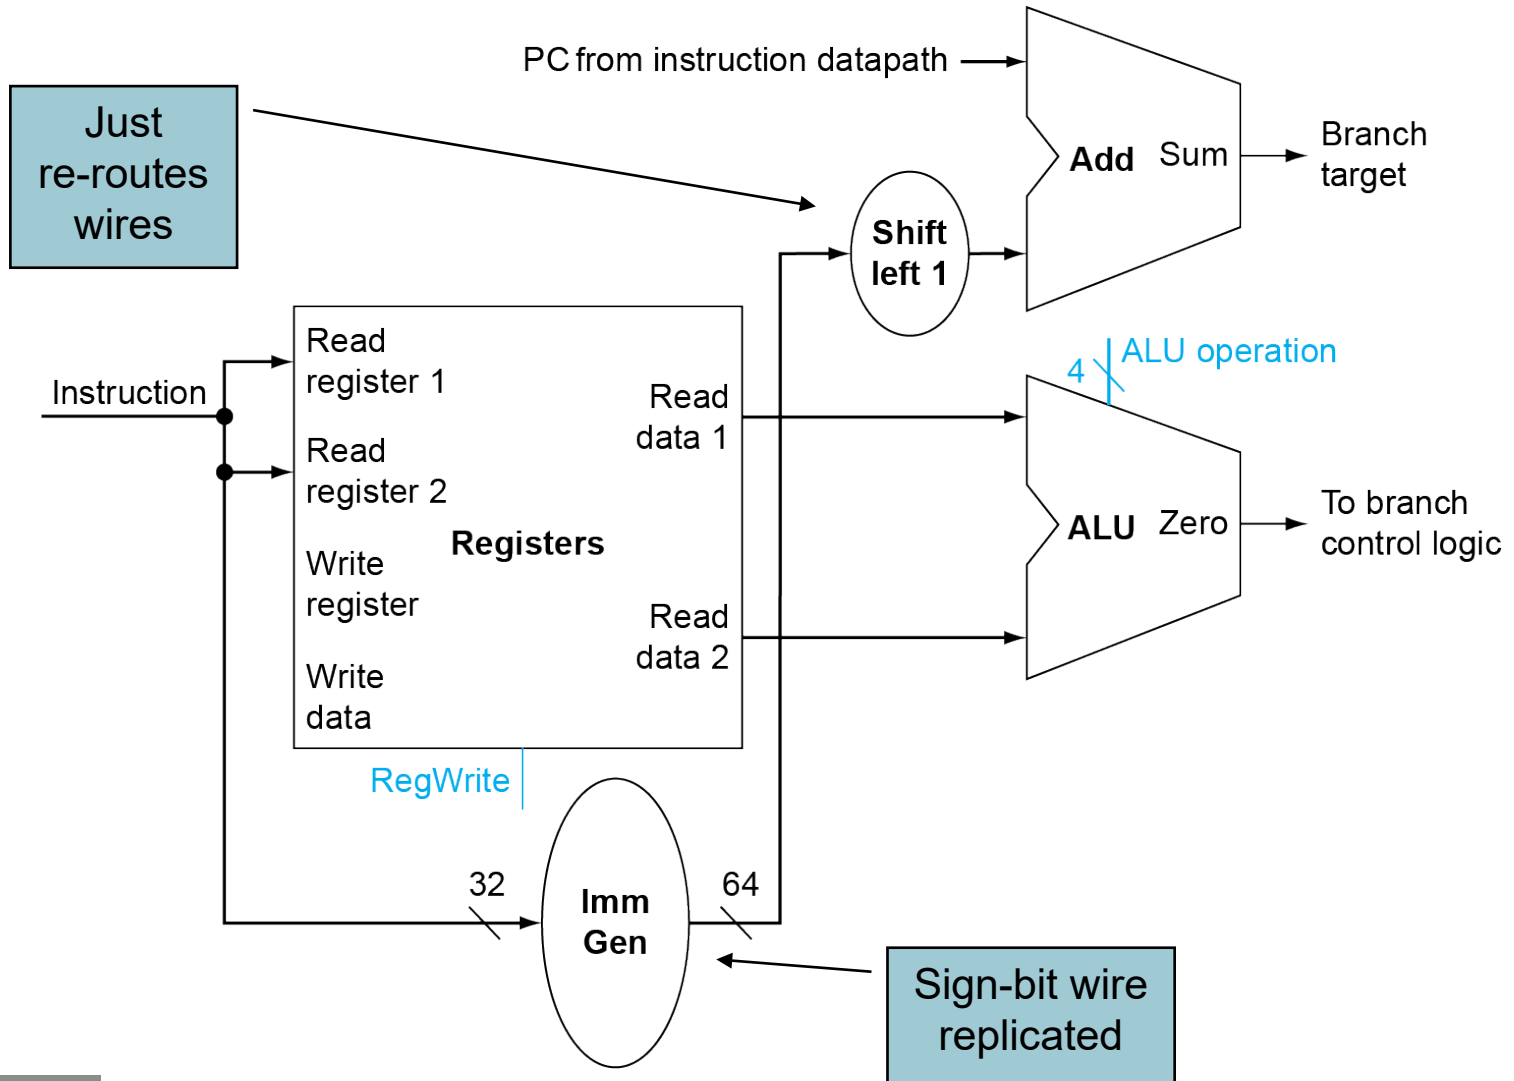 PC from instruction datapath
Just
re-routes
wires
Branch
target
Add
Sum
Shift
left 1
Instruction
Read
register 1
Read
register 2
Registers
Write
register
Write
data
Read
data 1
Read
data 2
4
ALU operation
ALU
Zero
To branch
control logic
RegWrite
32
Imm
Gen
64
Sign-bit wire
replicated